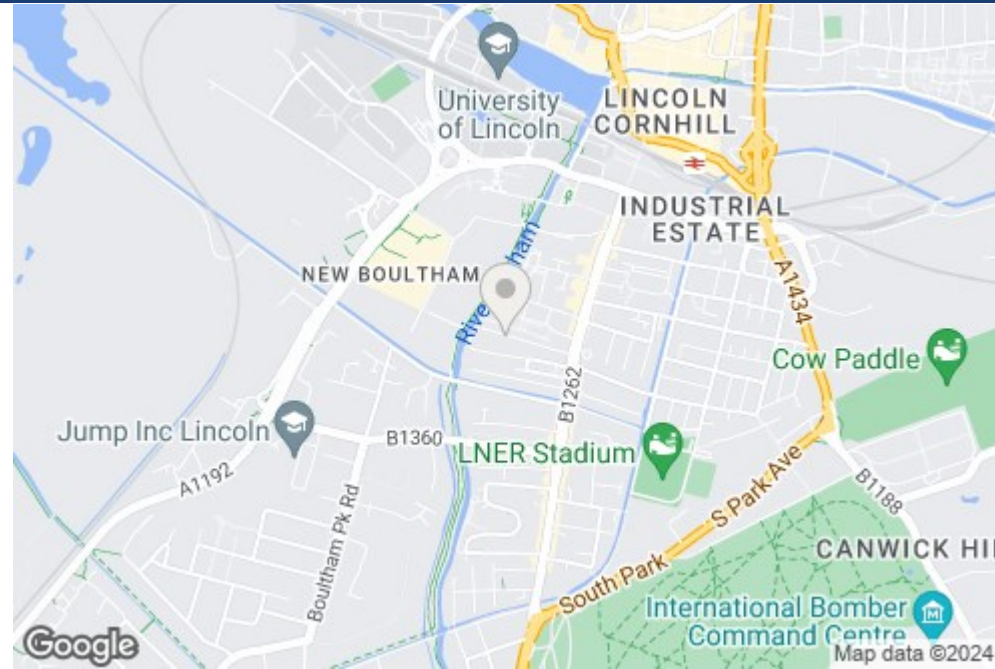 University
of Lincoln
LINCOLN
CORNHILL
INDUSTRIAL
ESTATE
NEW BOULTHAM
River
ham
A1434
Cow Paddle
B1262
Jump Inc Lincoln
B1360
LNER Stadium
A1192
S Park Ave
B1188
Boultham Pk Rd
CANWICK HI
South Park
International Bomber
Command Centre
Google
Map data ©2024